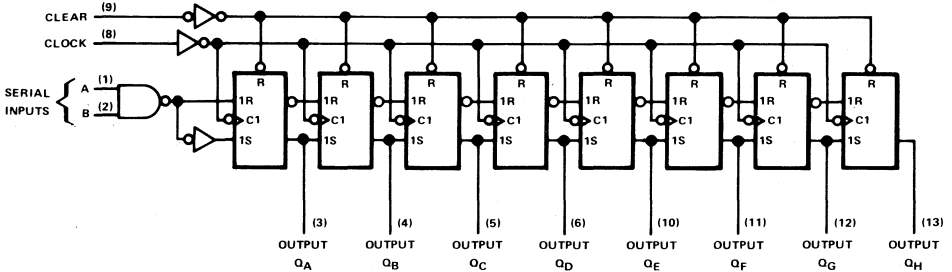 CLEAR (9)
CLOCK (8)
SERIAL INPUTS { A (1)
B (2)
R R R R R R R R
1R 1R 1R 1R 1R 1R 1R 1R
C1 C1 C1 C1 C1 C1 C1 C1
1S 1S 1S 1S 1S 1S 1S 1S
(3) (4) (5) (6) (10) (11) (12) (13)
OUTPUT OUTPUT OUTPUT OUTPUT OUTPUT OUTPUT OUTPUT OUTPUT
QA QB QC QD QE QF QG QH